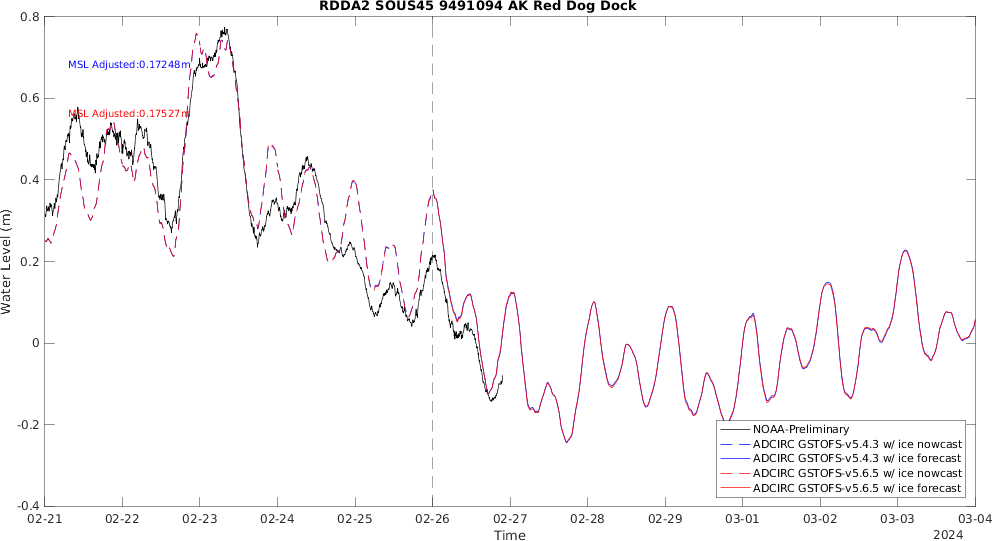 RDDA2 SOUS45 9491094 AK Red Dog Dock
MSL Adjusted:0.17248m
MSL Adjusted:0.17527m
Water Level (m)
0.8
0.6
0.4
0.2
0
-0.2
-0.4
NOAA-Preliminary
ADCIRC GSTOFS-v5.4.3 w/ ice nowcast
ADCIRC GSTOFS-v5.4.3 w/ ice forecast
ADCIRC GSTOFS-v5.6.5 w/ ice nowcast
ADCIRC GSTOFS-v5.6.5 w/ ice forecast
02-21 02-22 02-23 02-24 02-25 02-26 02-27 02-28 02-29 03-01 03-02 03-03 03-04
Time
2024